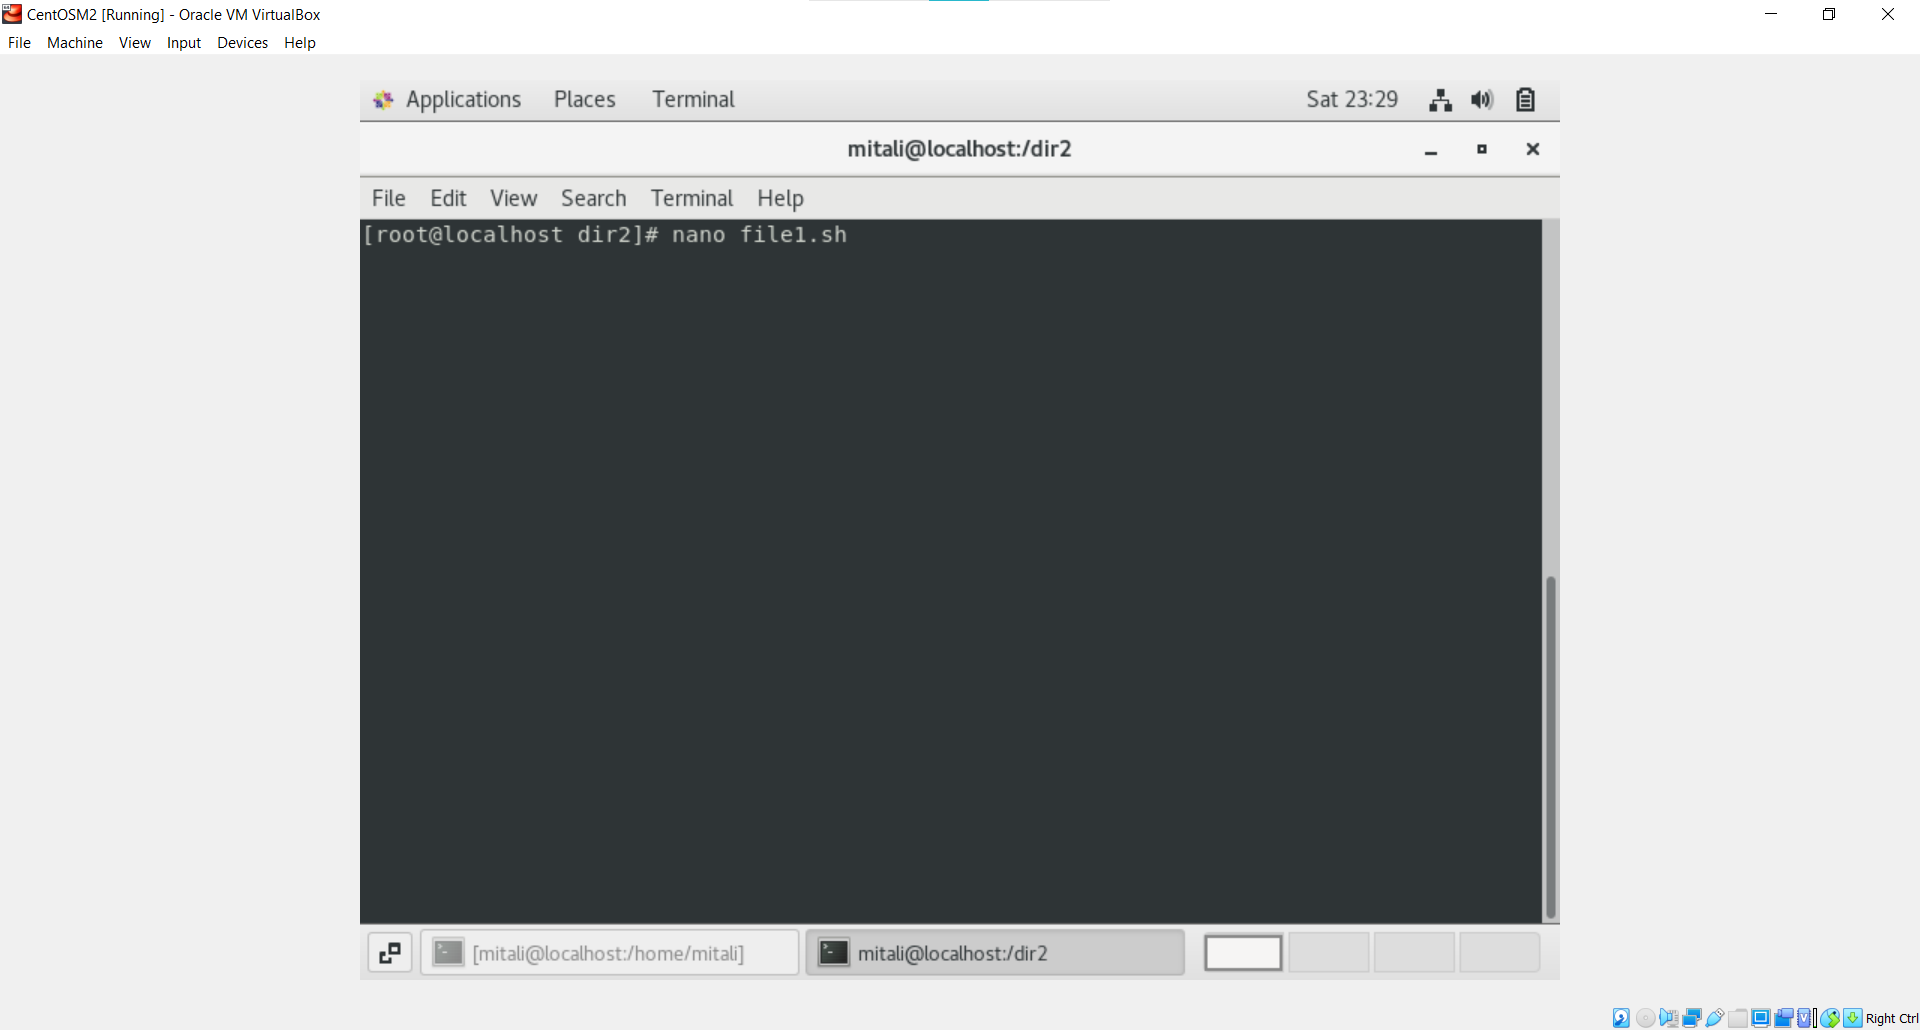 CentOSM2 [Running] - Oracle VM VirtualBox
File Machine View Input Devices Help
Applications Places Terminal Sat 23:29
mitali@localhost:/dir2
File Edit View Search Terminal Help
[root@localhost dir2]# nano file1.sh
[mitali@localhost:/home/mitali] mitali@localhost:/dir2
Right Ctrl